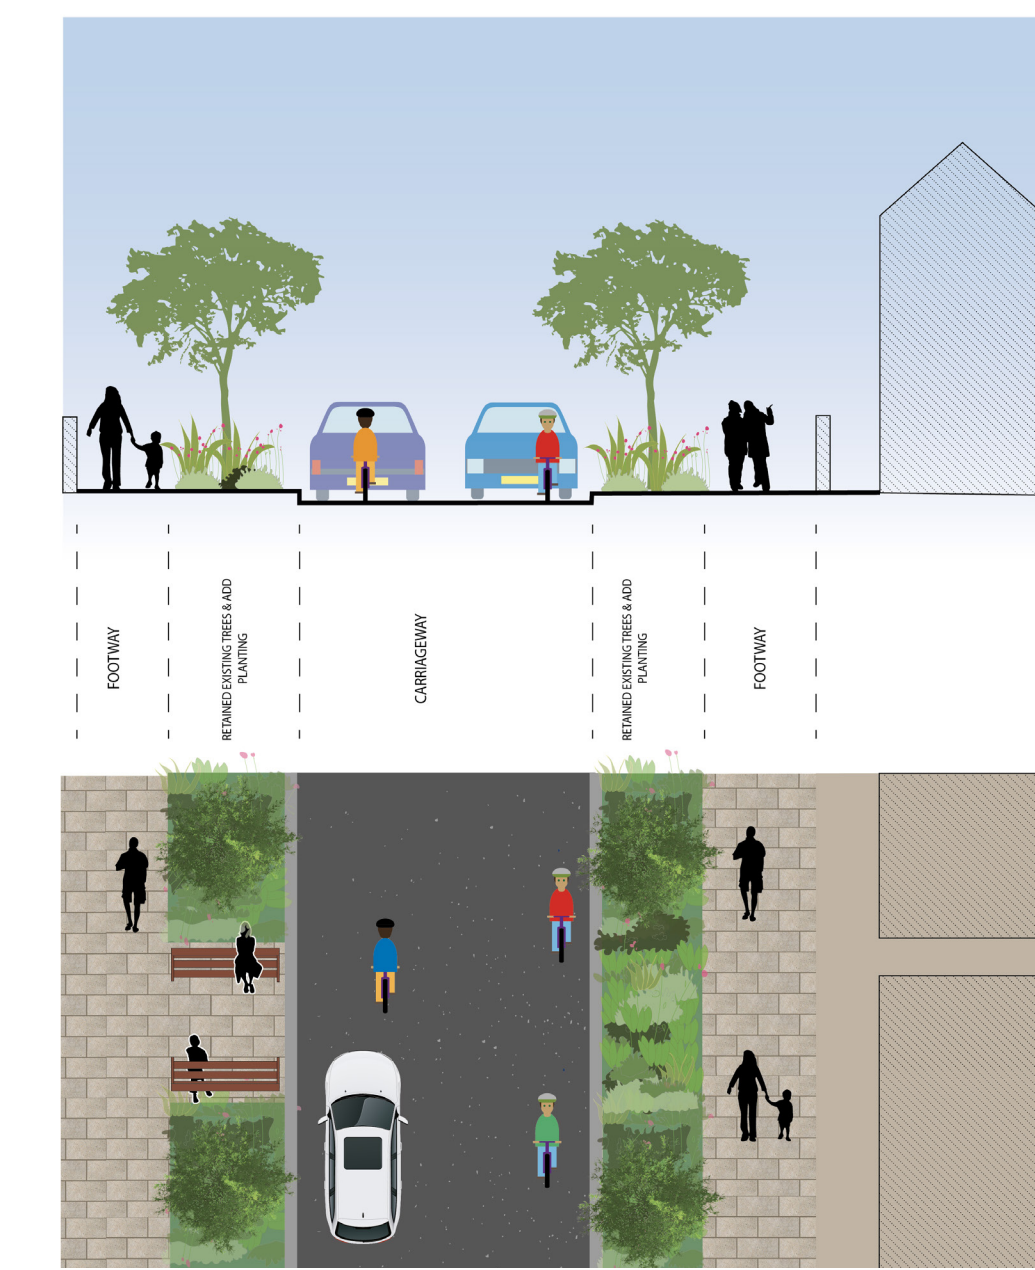 FOOTWAY
RETAINED EXISTING TREES & ADD
PLANTING
CARRIAGEWAY
RETAINED EXISTING TREES & ADD
PLANTING
FOOTWAY